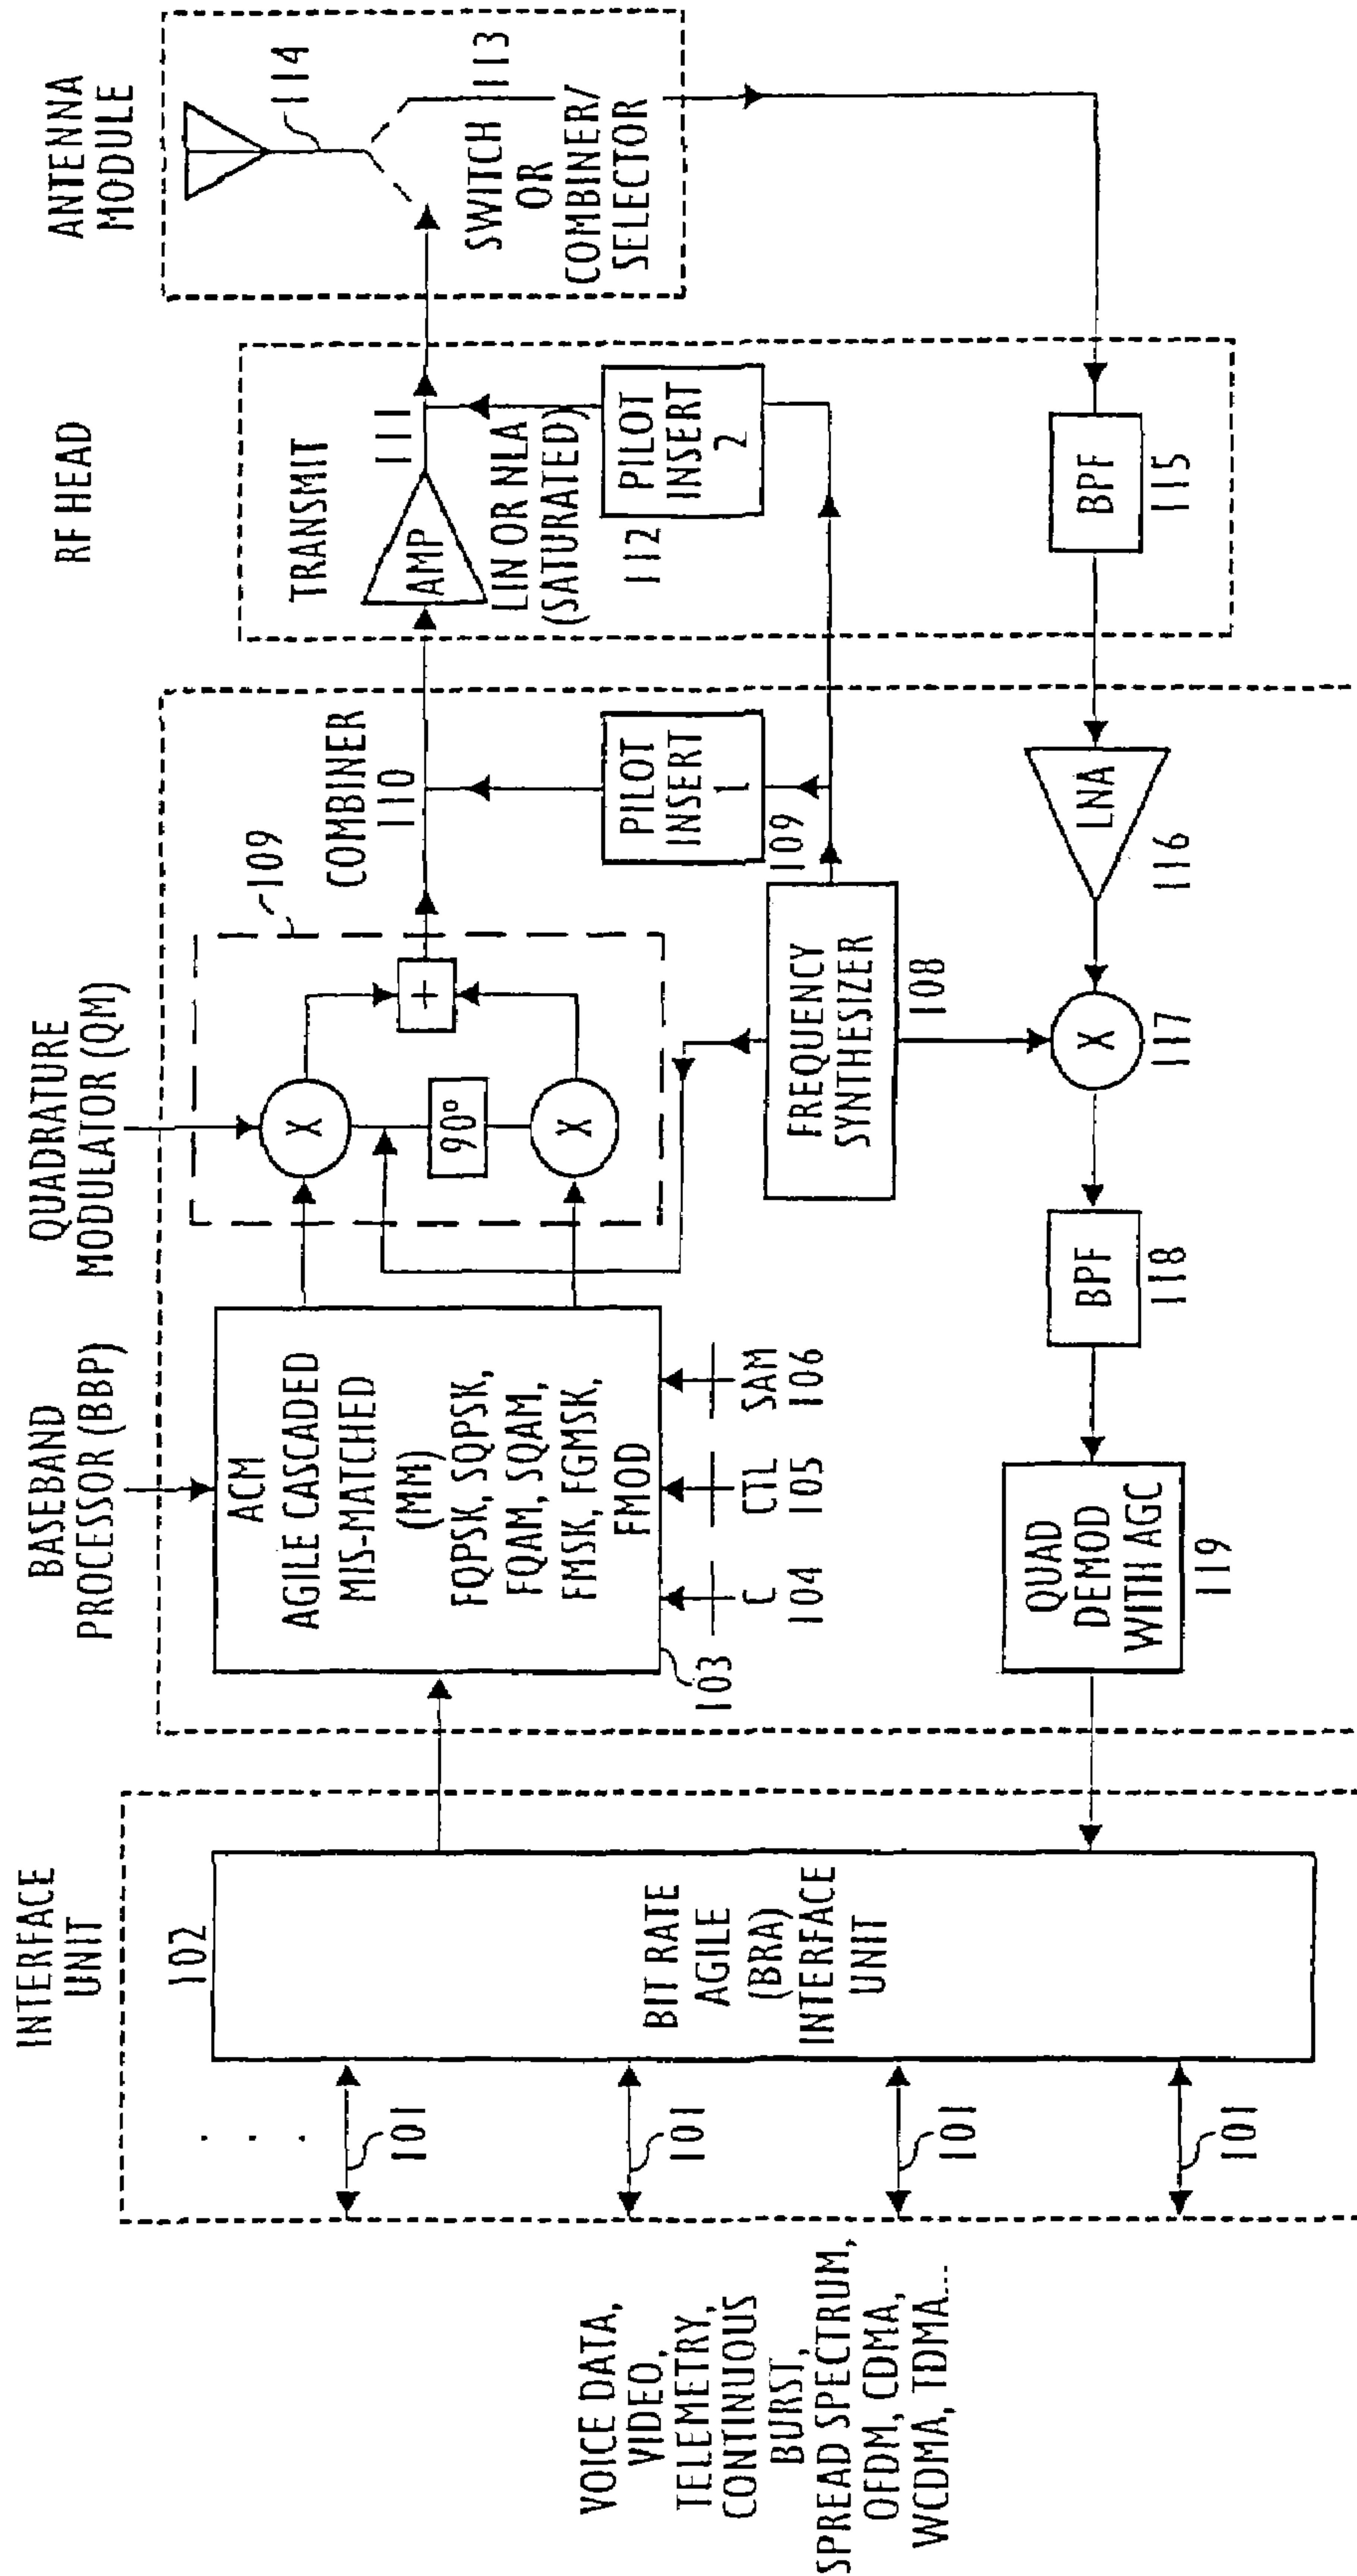 INTERFACE
UNIT
BASEBAND
PROCESSOR (BBP)
QUADRATURE
MODULATOR (QM)
RF HEAD
ANTENNA
MODULE
VOICE DATA,
VIDEO,
TELEMETRY,
CONTINUOUS
BURST,
SPREAD SPECTRUM,
OFDM, CDMA,
WCDMA, TDMA...
. . .
101
101
101
101
102
BIT RATE
AGILE
(BRA)
INTERFACE
UNIT
ACM
AGILE CASCADED
MIS-MATCHED
(MM)
FQPSK, SQPSK,
FQAM, SQAM,
FMSK, FGMSK,
FMOD
103
C
104
CTL
105
SAM
106
X
90°
X
+
109
COMBINER
110
PILOT
INSERT
1
109
FREQUENCY
SYNTHESIZER
108
TRANSMIT
AMP
111
LIN OR NLA
(SATURATED)
PILOT
INSERT
2
112
114
113
SWITCH
OR
COMBINER/
SELECTOR
BPF
115
LNA
116
X
117
BPF
118
QUAD
DEMOD
WITH AGC
119